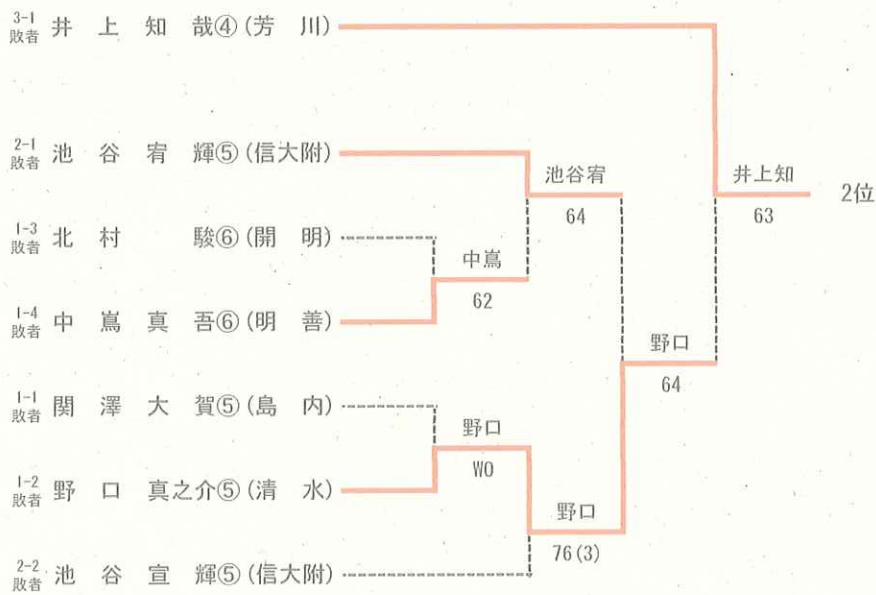 3-1
敗者 井上知哉④(芳川)
2-1
敗者 池谷宥輝⑤(信大附)
池谷宥
64
井上知
63
2位
1-3
敗者 北村 駿⑥(開明)
中嶌
62
1-4
敗者 中嶌真吾⑥(明善)
野口
64
1-1
敗者 関澤大賀⑤(島内)
野口
WO
1-2
敗者 野口真之介⑤(清水)
野口
76(3)
2-2
敗者 池谷宣輝⑤(信大附)